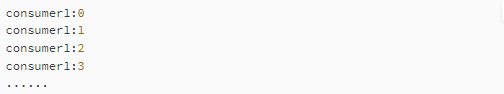 consumer1:0
consumer1:1
consumer1:2
consumer1:3
......